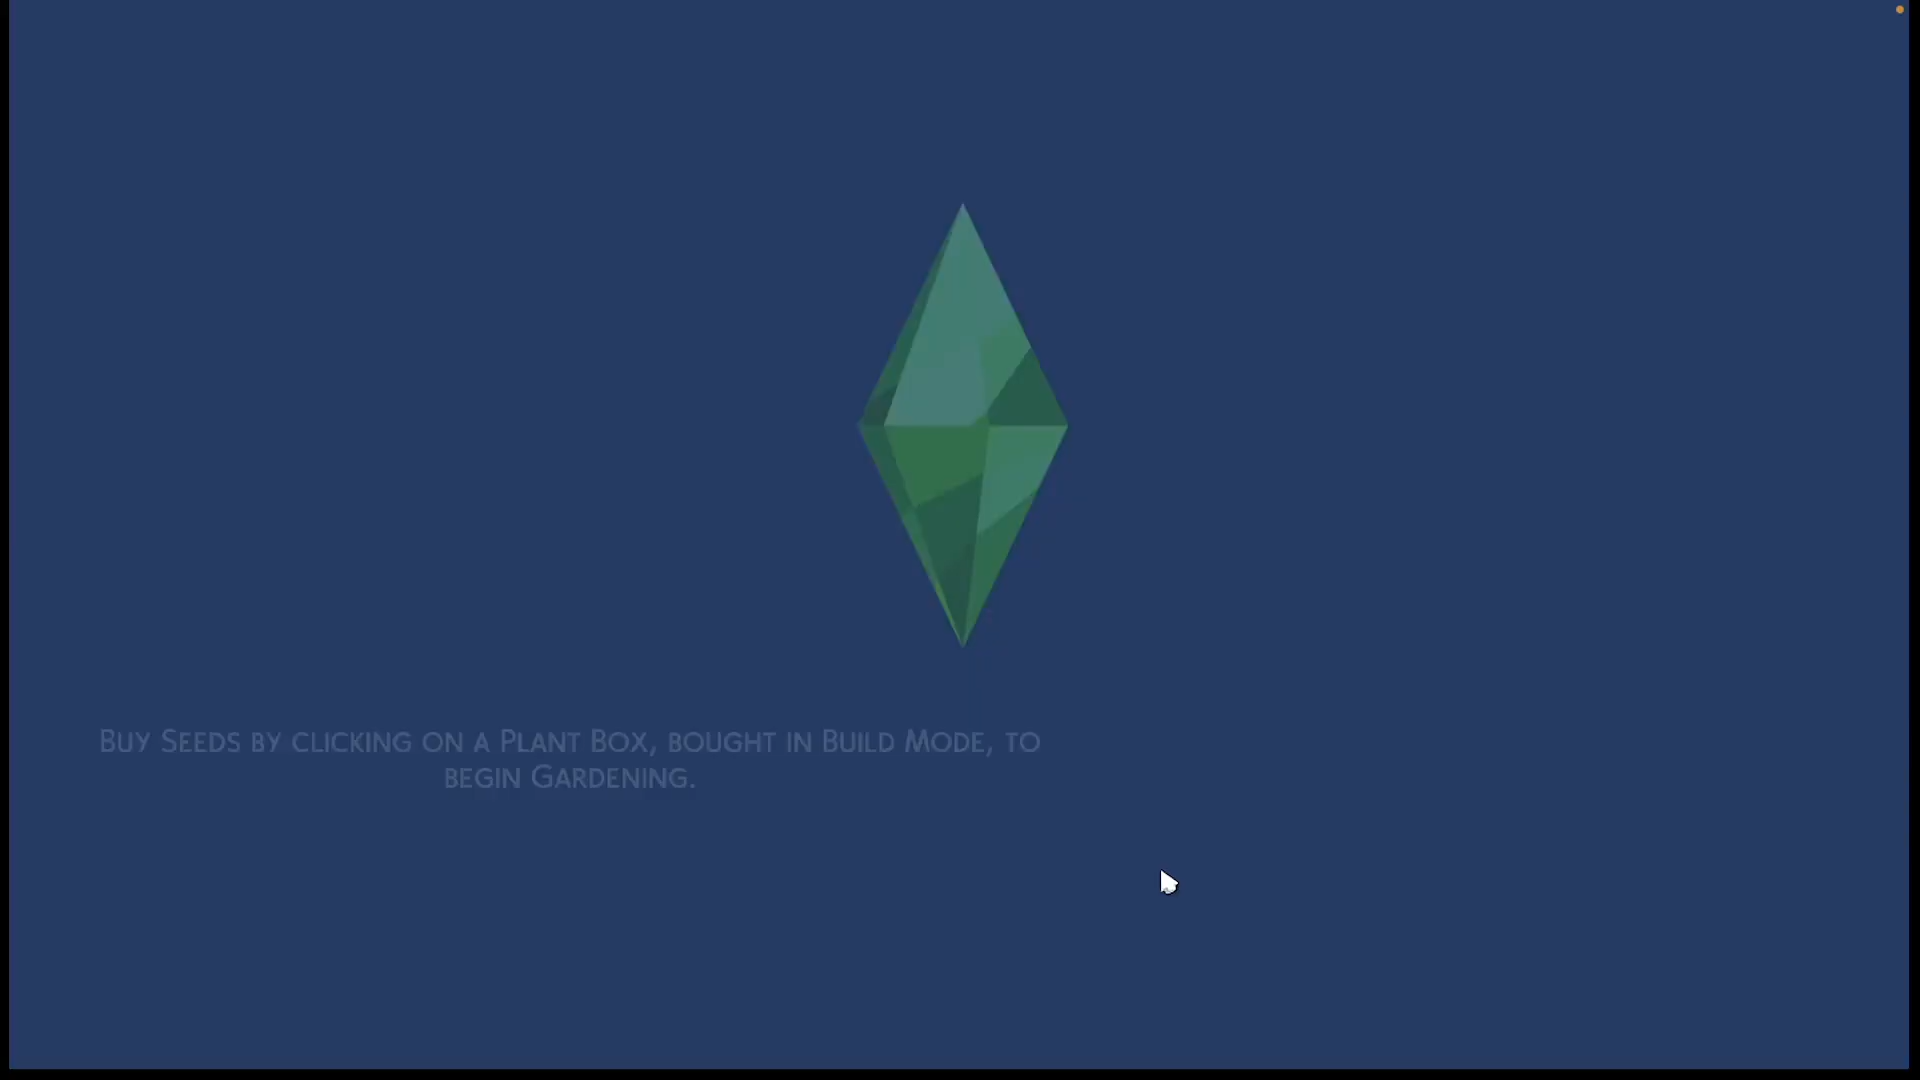 Buy Seeds by clicking on a Plant Box, bought in Build Mode, to
begin Gardening.